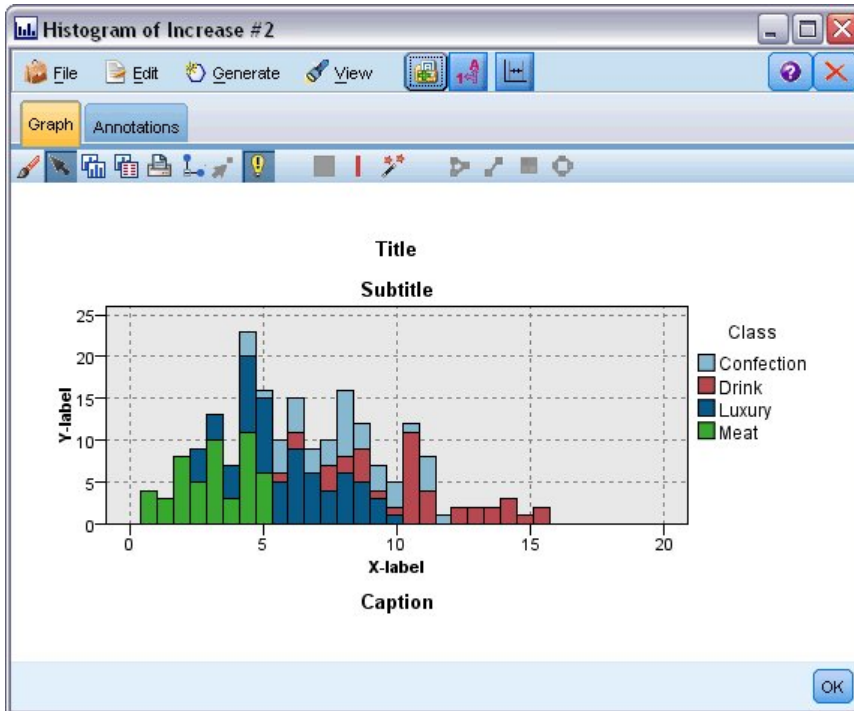 Histogram of Increase #2
File Edit Generate View
Graph Annotations
Title
Subtitle
25
20
15
10
5
0
Y-label
0 5 10 15 20
X-label
Caption
Class
Confection
Drink
Luxury
Meat
OK